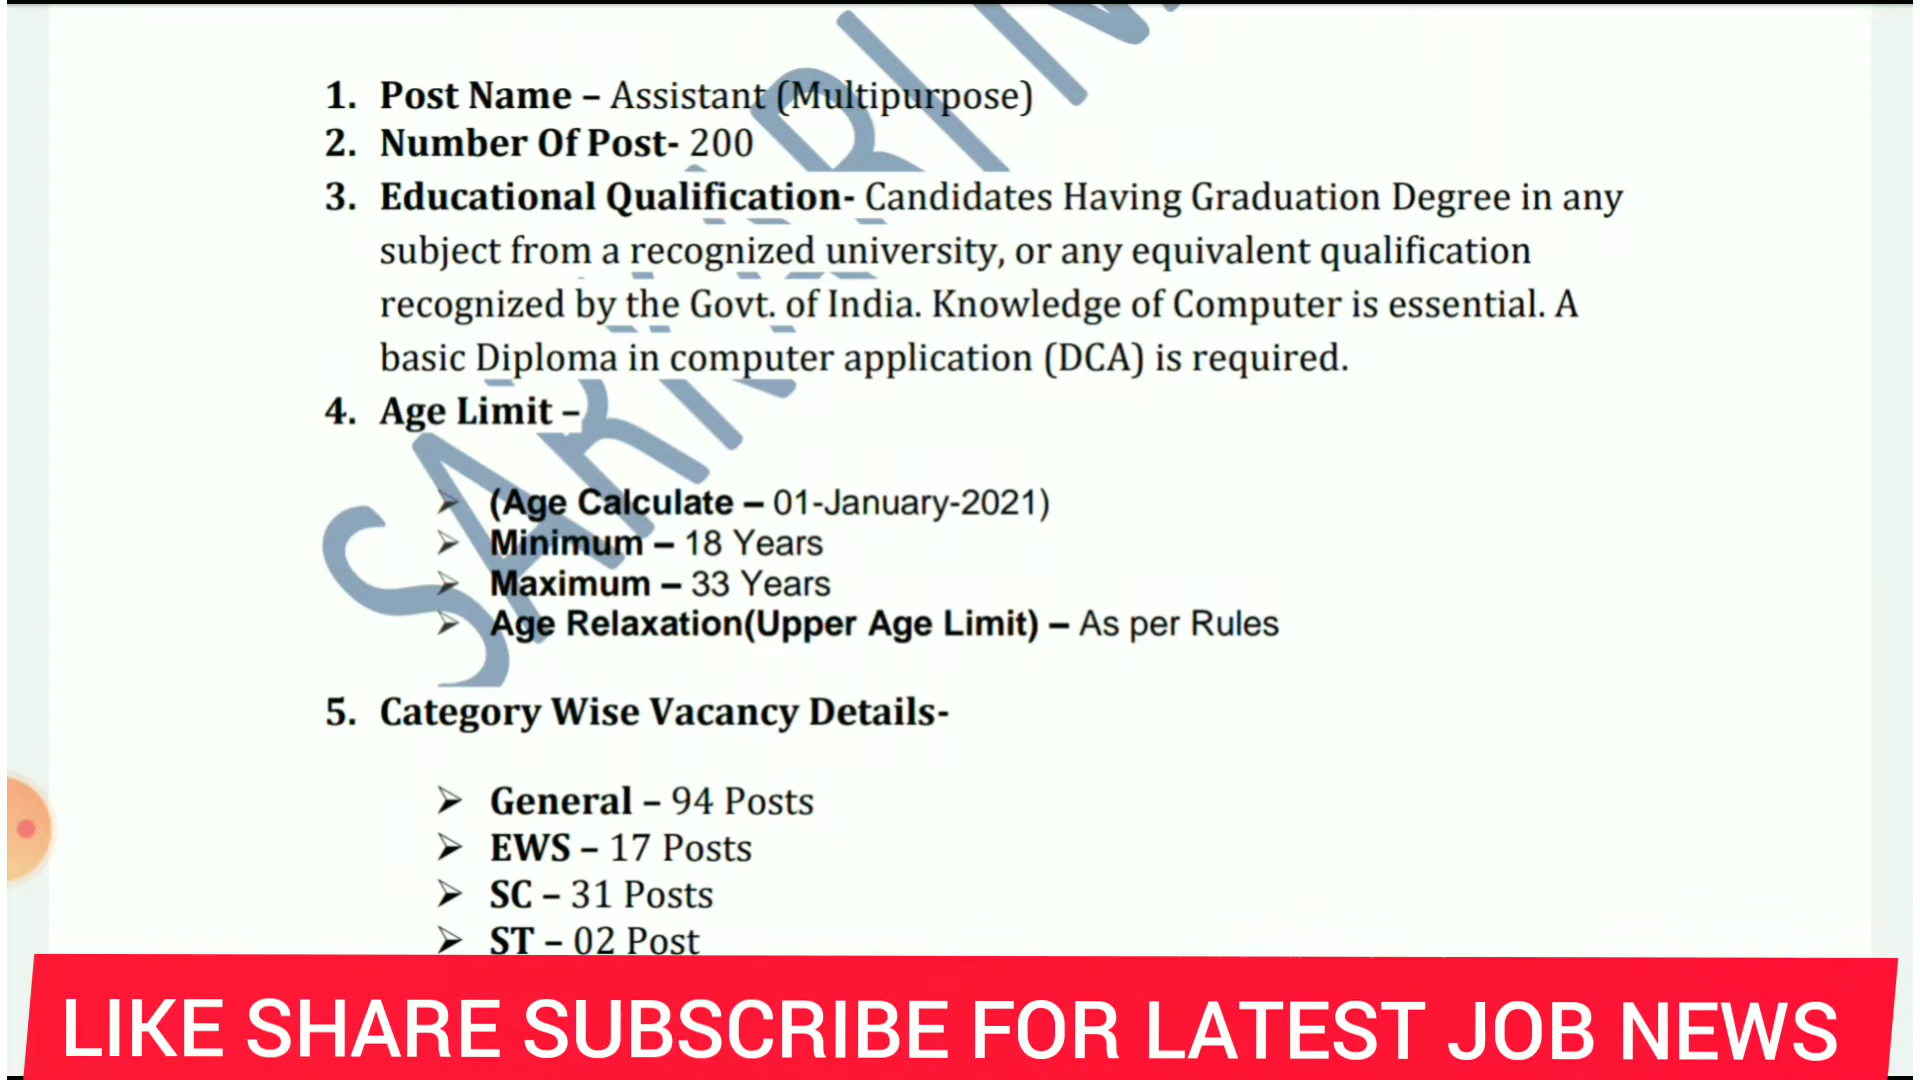 1. Post Name – Assistant (Multipurpose)
2. Number Of Post- 200
3. Educational Qualification- Candidates Having Graduation Degree in any
subject from a recognized university, or any equivalent qualification
recognized by the Govt. of India. Knowledge of Computer is essential. A
basic Diploma in computer application (DCA) is required.
4. Age Limit –
➢ (Age Calculate – 01-January-2021)
➢ Minimum – 18 Years
➢ Maximum – 33 Years
➢ Age Relaxation(Upper Age Limit) – As per Rules
5. Category Wise Vacancy Details-
➢ General – 94 Posts
➢ EWS – 17 Posts
➢ SC – 31 Posts
➢ ST – 02 Post
LIKE SHARE SUBSCRIBE FOR LATEST JOB NEWS